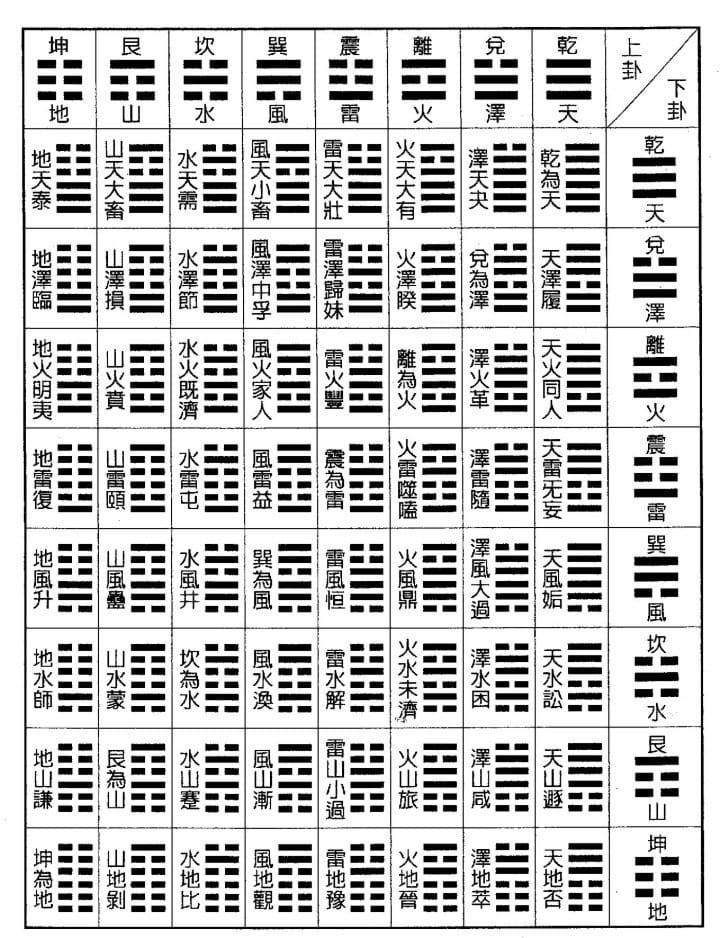 上卦
下卦
乾
天
兌
澤
離
火
震
雷
巽
風
坎
水
艮
山
坤
地
乾
天
乾為天
澤天夬
火天大有
雷天大壯
風天小畜
水天需
山天大畜
地天泰
兌
澤
天澤履
兌為澤
火澤睽
雷澤歸妹
風澤中孚
水澤節
山澤損
地澤臨
離
火
天火同人
澤火革
離為火
雷火豐
風火家人
水火既濟
山火賁
地火明夷
震
雷
天雷无妄
澤雷隨
火雷噬嗑
震為雷
風雷益
水雷屯
山雷頤
地雷復
巽
風
天風姤
澤風大過
火風鼎
雷風恒
巽為風
水風井
山風蠱
地風升
坎
水
天水訟
澤水困
火水未濟
雷水解
風水渙
坎為水
山水蒙
地水師
艮
山
天山遯
澤山咸
火山旅
雷山小過
風山漸
水山蹇
艮為山
地山謙
坤
地
天地否
澤地萃
火地晉
雷地豫
風地觀
水地比
山地剝
坤為地